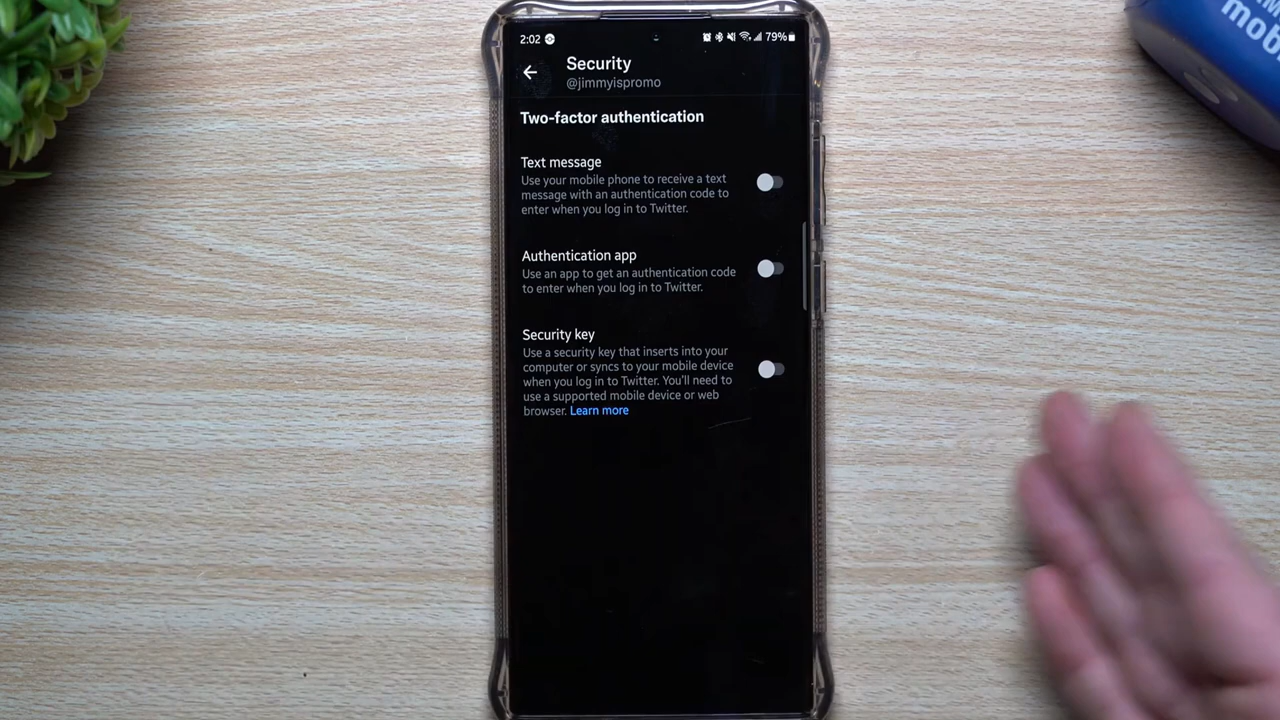 2:02
79%
Security
@jimmyispromo
Two-factor authentication
Text message
Use your mobile phone to receive a text
message with an authentication code to
enter when you log in to Twitter.
Authentication app
Use an app to get an authentication code
to enter when you log in to Twitter.
Security key
Use a security key that inserts into your
computer or syncs to your mobile device
when you log in to Twitter. You'll need to
use a supported mobile device or web
browser. Learn more